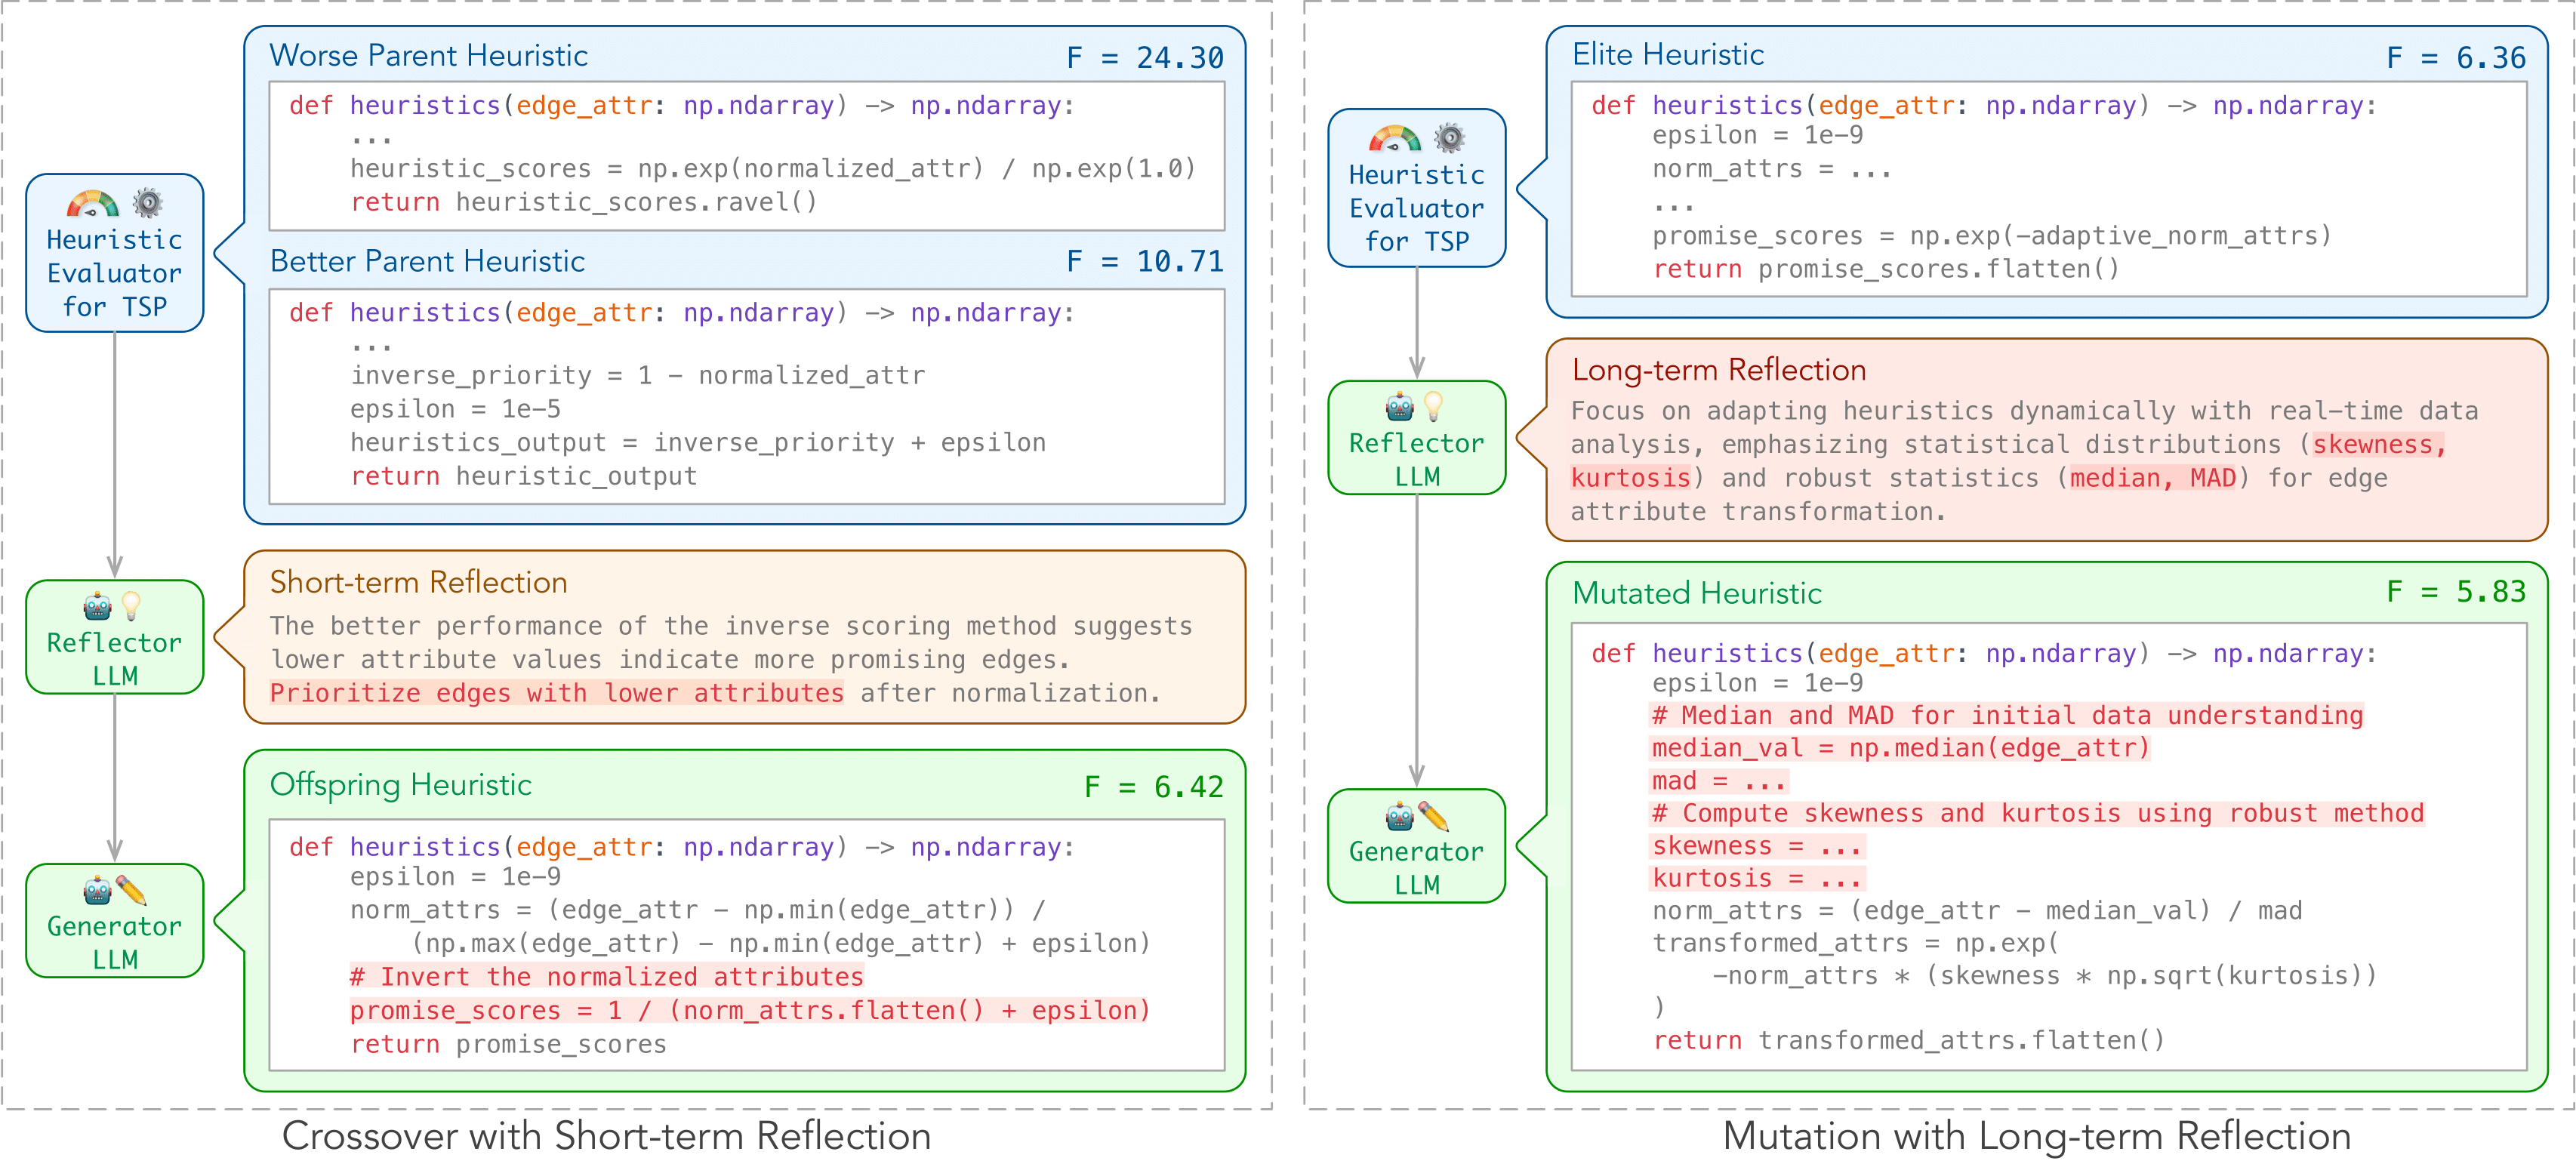 Heuristic
Evaluator
for TSP
Worse Parent Heuristic F = 24.30
def heuristics(edge_attr: np.ndarray) -> np.ndarray:
...
heuristic_scores = np.exp(normalized_attr) / np.exp(1.0)
return heuristic_scores.ravel()
Better Parent Heuristic F = 10.71
def heuristics(edge_attr: np.ndarray) -> np.ndarray:
...
inverse_priority = 1 - normalized_attr
epsilon = 1e-5
heuristics_output = inverse_priority + epsilon
return heuristic_output
Reflector
LLM
Short-term Reflection
The better performance of the inverse scoring method suggests
lower attribute values indicate more promising edges.
Prioritize edges with lower attributes after normalization.
Generator
LLM
Offspring Heuristic F = 6.42
def heuristics(edge_attr: np.ndarray) -> np.ndarray:
epsilon = 1e-9
norm_attrs = (edge_attr - np.min(edge_attr)) /
(np.max(edge_attr) - np.min(edge_attr) + epsilon)
# Invert the normalized attributes
promise_scores = 1 / (norm_attrs.flatten() + epsilon)
return promise_scores
Crossover with Short-term Reflection
Heuristic
Evaluator
for TSP
Elite Heuristic F = 6.36
def heuristics(edge_attr: np.ndarray) -> np.ndarray:
epsilon = 1e-9
norm_attrs = ...
...
promise_scores = np.exp(-adaptive_norm_attrs)
return promise_scores.flatten()
Reflector
LLM
Long-term Reflection
Focus on adapting heuristics dynamically with real-time data
analysis, emphasizing statistical distributions (skewness,
kurtosis) and robust statistics (median, MAD) for edge
attribute transformation.
Generator
LLM
Mutated Heuristic F = 5.83
def heuristics(edge_attr: np.ndarray) -> np.ndarray:
epsilon = 1e-9
# Median and MAD for initial data understanding
median_val = np.median(edge_attr)
mad = ...
# Compute skewness and kurtosis using robust method
skewness = ...
kurtosis = ...
norm_attrs = (edge_attr - median_val) / mad
transformed_attrs = np.exp(
-norm_attrs * (skewness * np.sqrt(kurtosis))
)
return transformed_attrs.flatten()
Mutation with Long-term Reflection